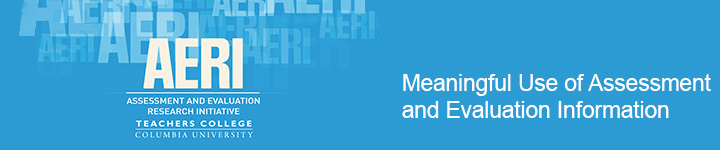 AERI
ASSESSMENT AND EVALUATION
RESEARCH INITIATIVE
TEACHERS COLLEGE
COLUMBIA UNIVERSITY
Meaningful Use of Assessment
and Evaluation Information